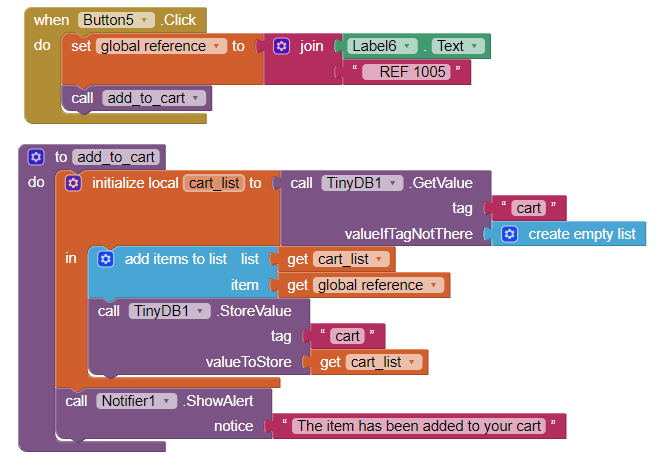 when Button5 .Click
do set global reference to join Label6 . Text
" REF 1005 "
call add_to_cart
to add_to_cart
do initialize local cart_list to call TinyDB1 .GetValue
tag " cart "
valueIfTagNotThere create empty list
in add items to list list get cart_list
item get global reference
call TinyDB1 .StoreValue
tag " cart "
valueToStore get cart_list
call Notifier1 .ShowAlert
notice " The item has been added to your cart "